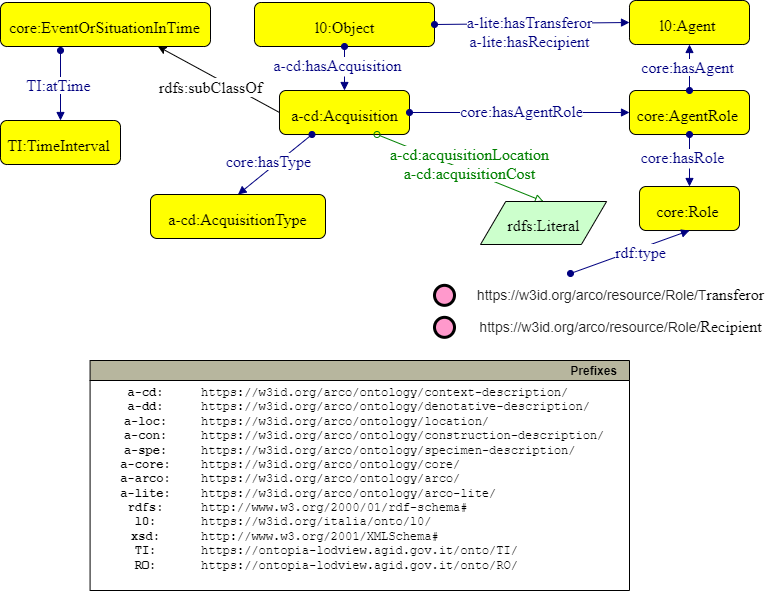 core:EventOrSituationInTime
l0:Object
a-lite:hasTransferor
a-lite:hasRecipient
l0:Agent
TI:atTime
rdfs:subClassOf
a-cd:hasAcquisition
core:hasAgent
TI:TimeInterval
a-cd:Acquisition
core:hasAgentRole
core:AgentRole
core:hasType
a-cd:acquisitionLocation
a-cd:acquisitionCost
core:hasRole
a-cd:AcquisitionType
rdfs:Literal
core:Role
rdf:type
https://w3id.org/arco/resource/Role/Transferor
https://w3id.org/arco/resource/Role/Recipient
Prefixes
a-cd: https://w3id.org/arco/ontology/context-description/
a-dd: https://w3id.org/arco/ontology/denotative-description/
a-loc: https://w3id.org/arco/ontology/location/
a-con: https://w3id.org/arco/ontology/construction-description/
a-spe: https://w3id.org/arco/ontology/specimen-description/
a-core: https://w3id.org/arco/ontology/core/
a-arco: https://w3id.org/arco/ontology/arco/
a-lite: https://w3id.org/arco/ontology/arco-lite/
rdfs: http://www.w3.org/2000/01/rdf-schema#
l0: https://w3id.org/italia/onto/l0/
xsd: http://www.w3.org/2001/XMLSchema#
TI: https://ontopia-lodview.agid.gov.it/onto/TI/
RO: https://ontopia-lodview.agid.gov.it/onto/RO/